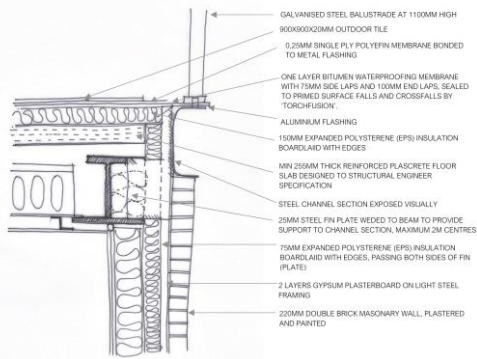 GALVANISED STEEL BALUSTRADE AT 1100MM HIGH
900X900X20MM OUTDOOR TILE
0,25MM SINGLE PLY POLYEFIN MEMBRANE BONDED
TO METAL FLASHING
ONE LAYER BITUMEN WATERPROOFING MEMBRANE
WITH 75MM SIDE LAPS AND 100MM END LAPS, SEALED
TO PRIMED SURFACE FALLS AND CROSSFALLS BY
'TORCHFUSION'.
ALUMINIUM FLASHING
150MM EXPANDED POLYSTERENE (EPS) INSULATION
BOARDLAID WITH EDGES
MIN 255MM THICK REINFORCED PLASCRETE FLOOR
SLAB DESIGNED TO STRUCTURAL ENGINEER
SPECIFICATION
STEEL CHANNEL SECTION EXPOSED VISUALLY
25MM STEEL FIN PLATE WEDED TO BEAM TO PROVIDE
SUPPORT TO CHANNEL SECTION, MAXIMUM 2M CENTRES
75MM EXPANDED POLYSTERENE (EPS) INSULATION
BOARDLAID WITH EDGES, PASSING BOTH SIDES OF FIN
(PLATE)
2 LAYERS GYPSUM PLASTERBOARD ON LIGHT STEEL
FRAMING
220MM DOUBLE BRICK MASONARY WALL, PLASTERED
AND PAINTED